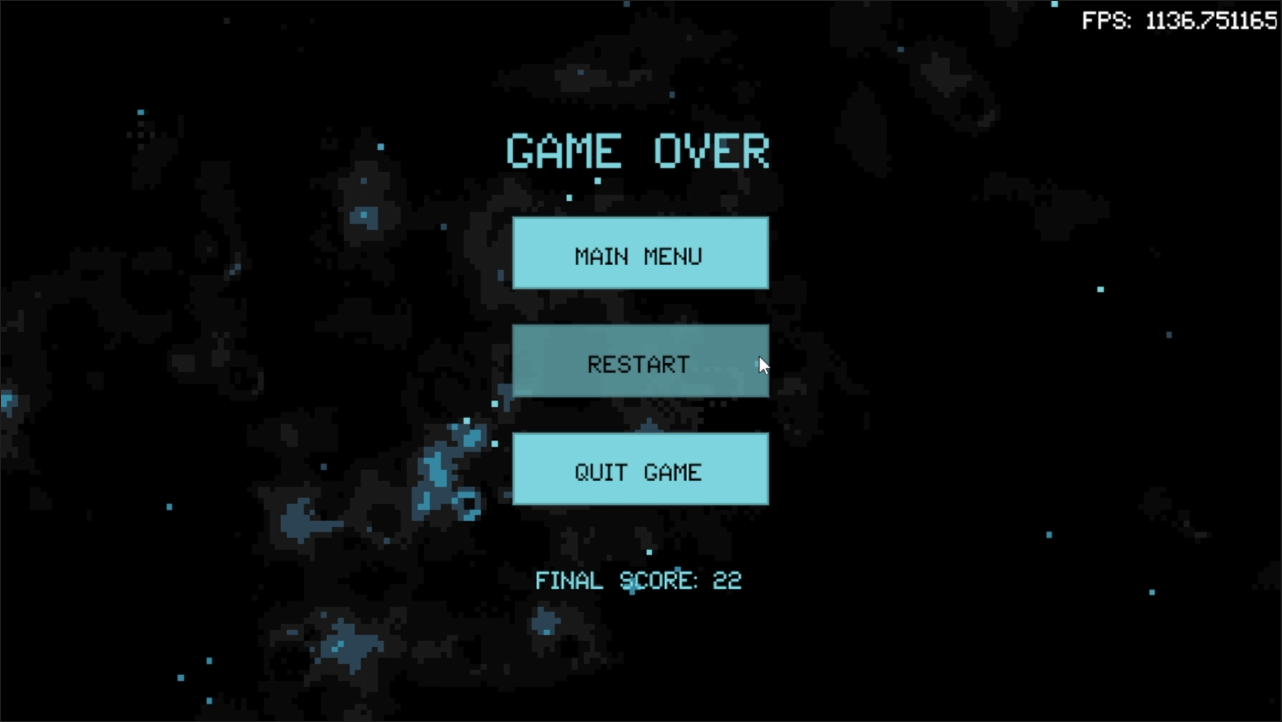 FPS: 1136.751165
GAME OVER
MAIN MENU
RESTART
QUIT GAME
FINAL SCORE: 22